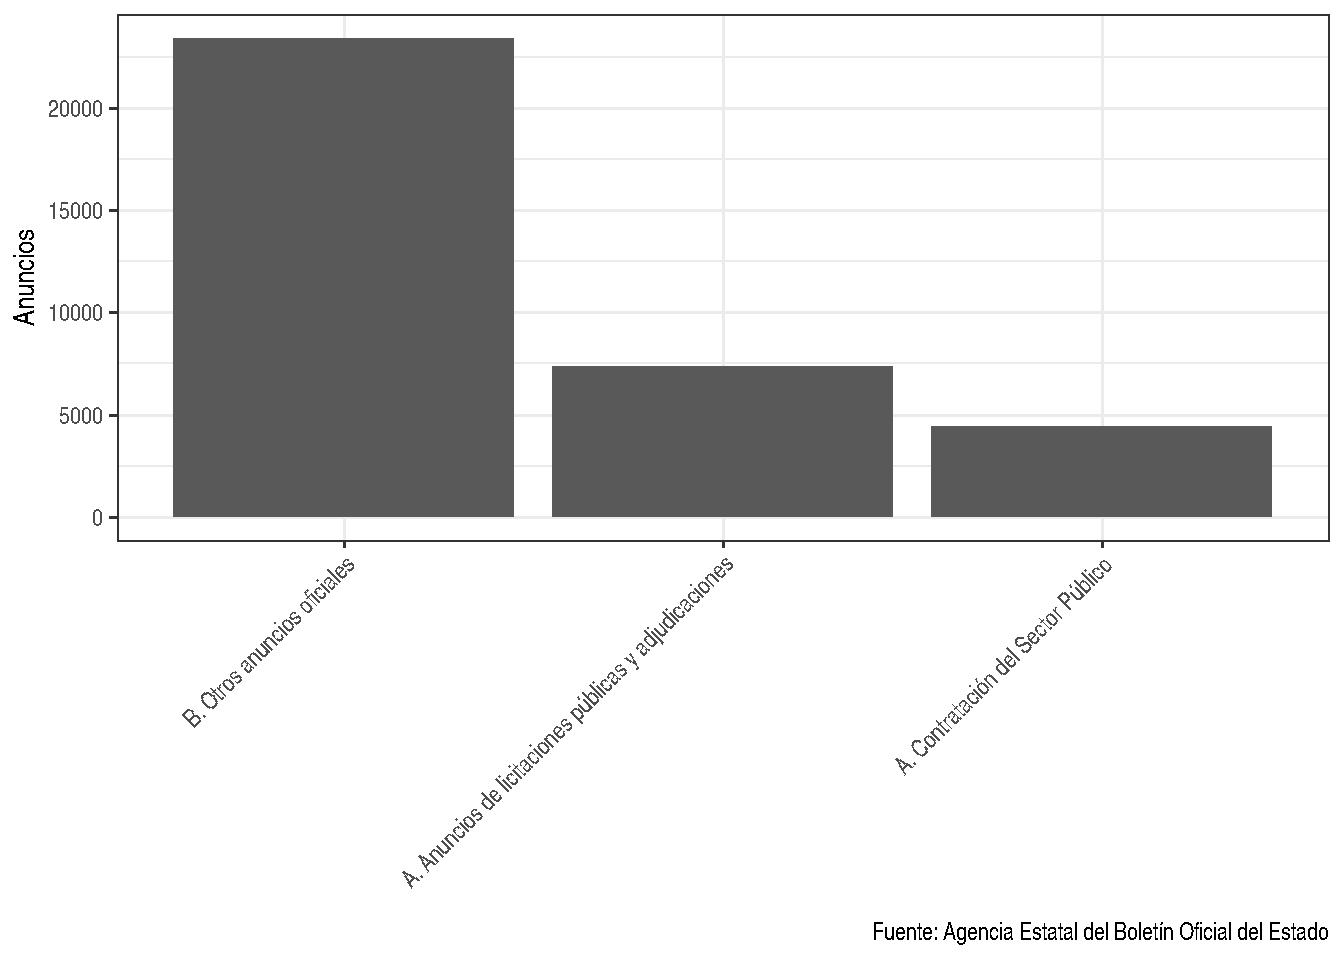 Anuncios
20000
15000
10000
5000
0
B. Otros anuncios oficiales
A. Anuncios de licitaciones públicas y adjudicaciones
A. Contratación del Sector Público
Fuente: Agencia Estatal del Boletín Oficial del Estado